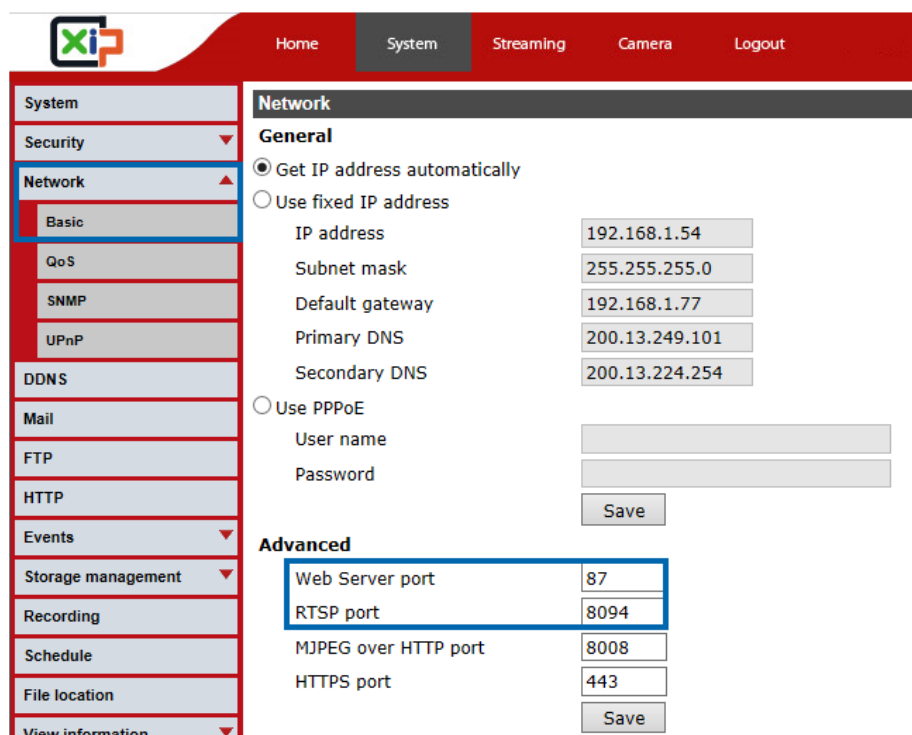 xip
Home System Streaming Camera Logout
System
Security
Network
Basic
QoS
SNMP
UPnP
DDNS
Mail
FTP
HTTP
Events
Storage management
Recording
Schedule
File location
View information
Network
General
Get IP address automatically
Use fixed IP address
IP address 192.168.1.54
Subnet mask 255.255.255.0
Default gateway 192.168.1.77
Primary DNS 200.13.249.101
Secondary DNS 200.13.224.254
Use PPPoE
User name
Password
Save
Advanced
Web Server port 87
RTSP port 8094
MJPEG over HTTP port 8008
HTTPS port 443
Save